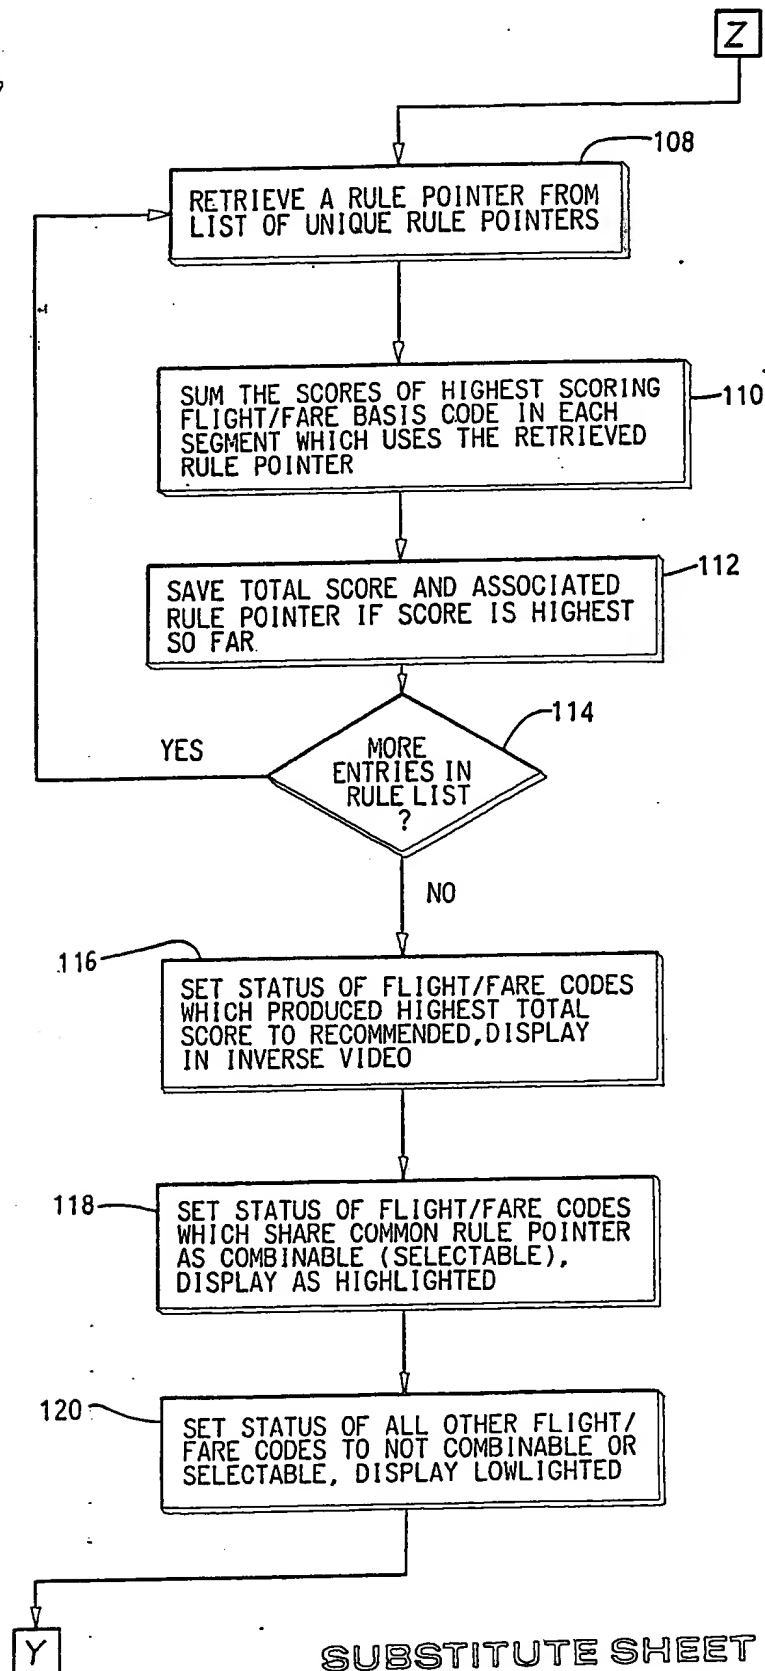 Z
108
RETRIEVE A RULE POINTER FROM
LIST OF UNIQUE RULE POINTERS
110
SUM THE SCORES OF HIGHEST SCORING
FLIGHT/FARE BASIS CODE IN EACH
SEGMENT WHICH USES THE RETRIEVED
RULE POINTER
112
SAVE TOTAL SCORE AND ASSOCIATED
RULE POINTER IF SCORE IS HIGHEST
SO FAR
114
YES
MORE
ENTRIES IN
RULE LIST
?
NO
116
SET STATUS OF FLIGHT/FARE CODES
WHICH PRODUCED HIGHEST TOTAL
SCORE TO RECOMMENDED, DISPLAY
IN INVERSE VIDEO
118
SET STATUS OF FLIGHT/FARE CODES
WHICH SHARE COMMON RULE POINTER
AS COMBINABLE (SELECTABLE),
DISPLAY AS HIGHLIGHTED
120
SET STATUS OF ALL OTHER FLIGHT/
FARE CODES TO NOT COMBINABLE OR
SELECTABLE, DISPLAY LOWLIGHTED
Y
SUBSTITUTE SHEET